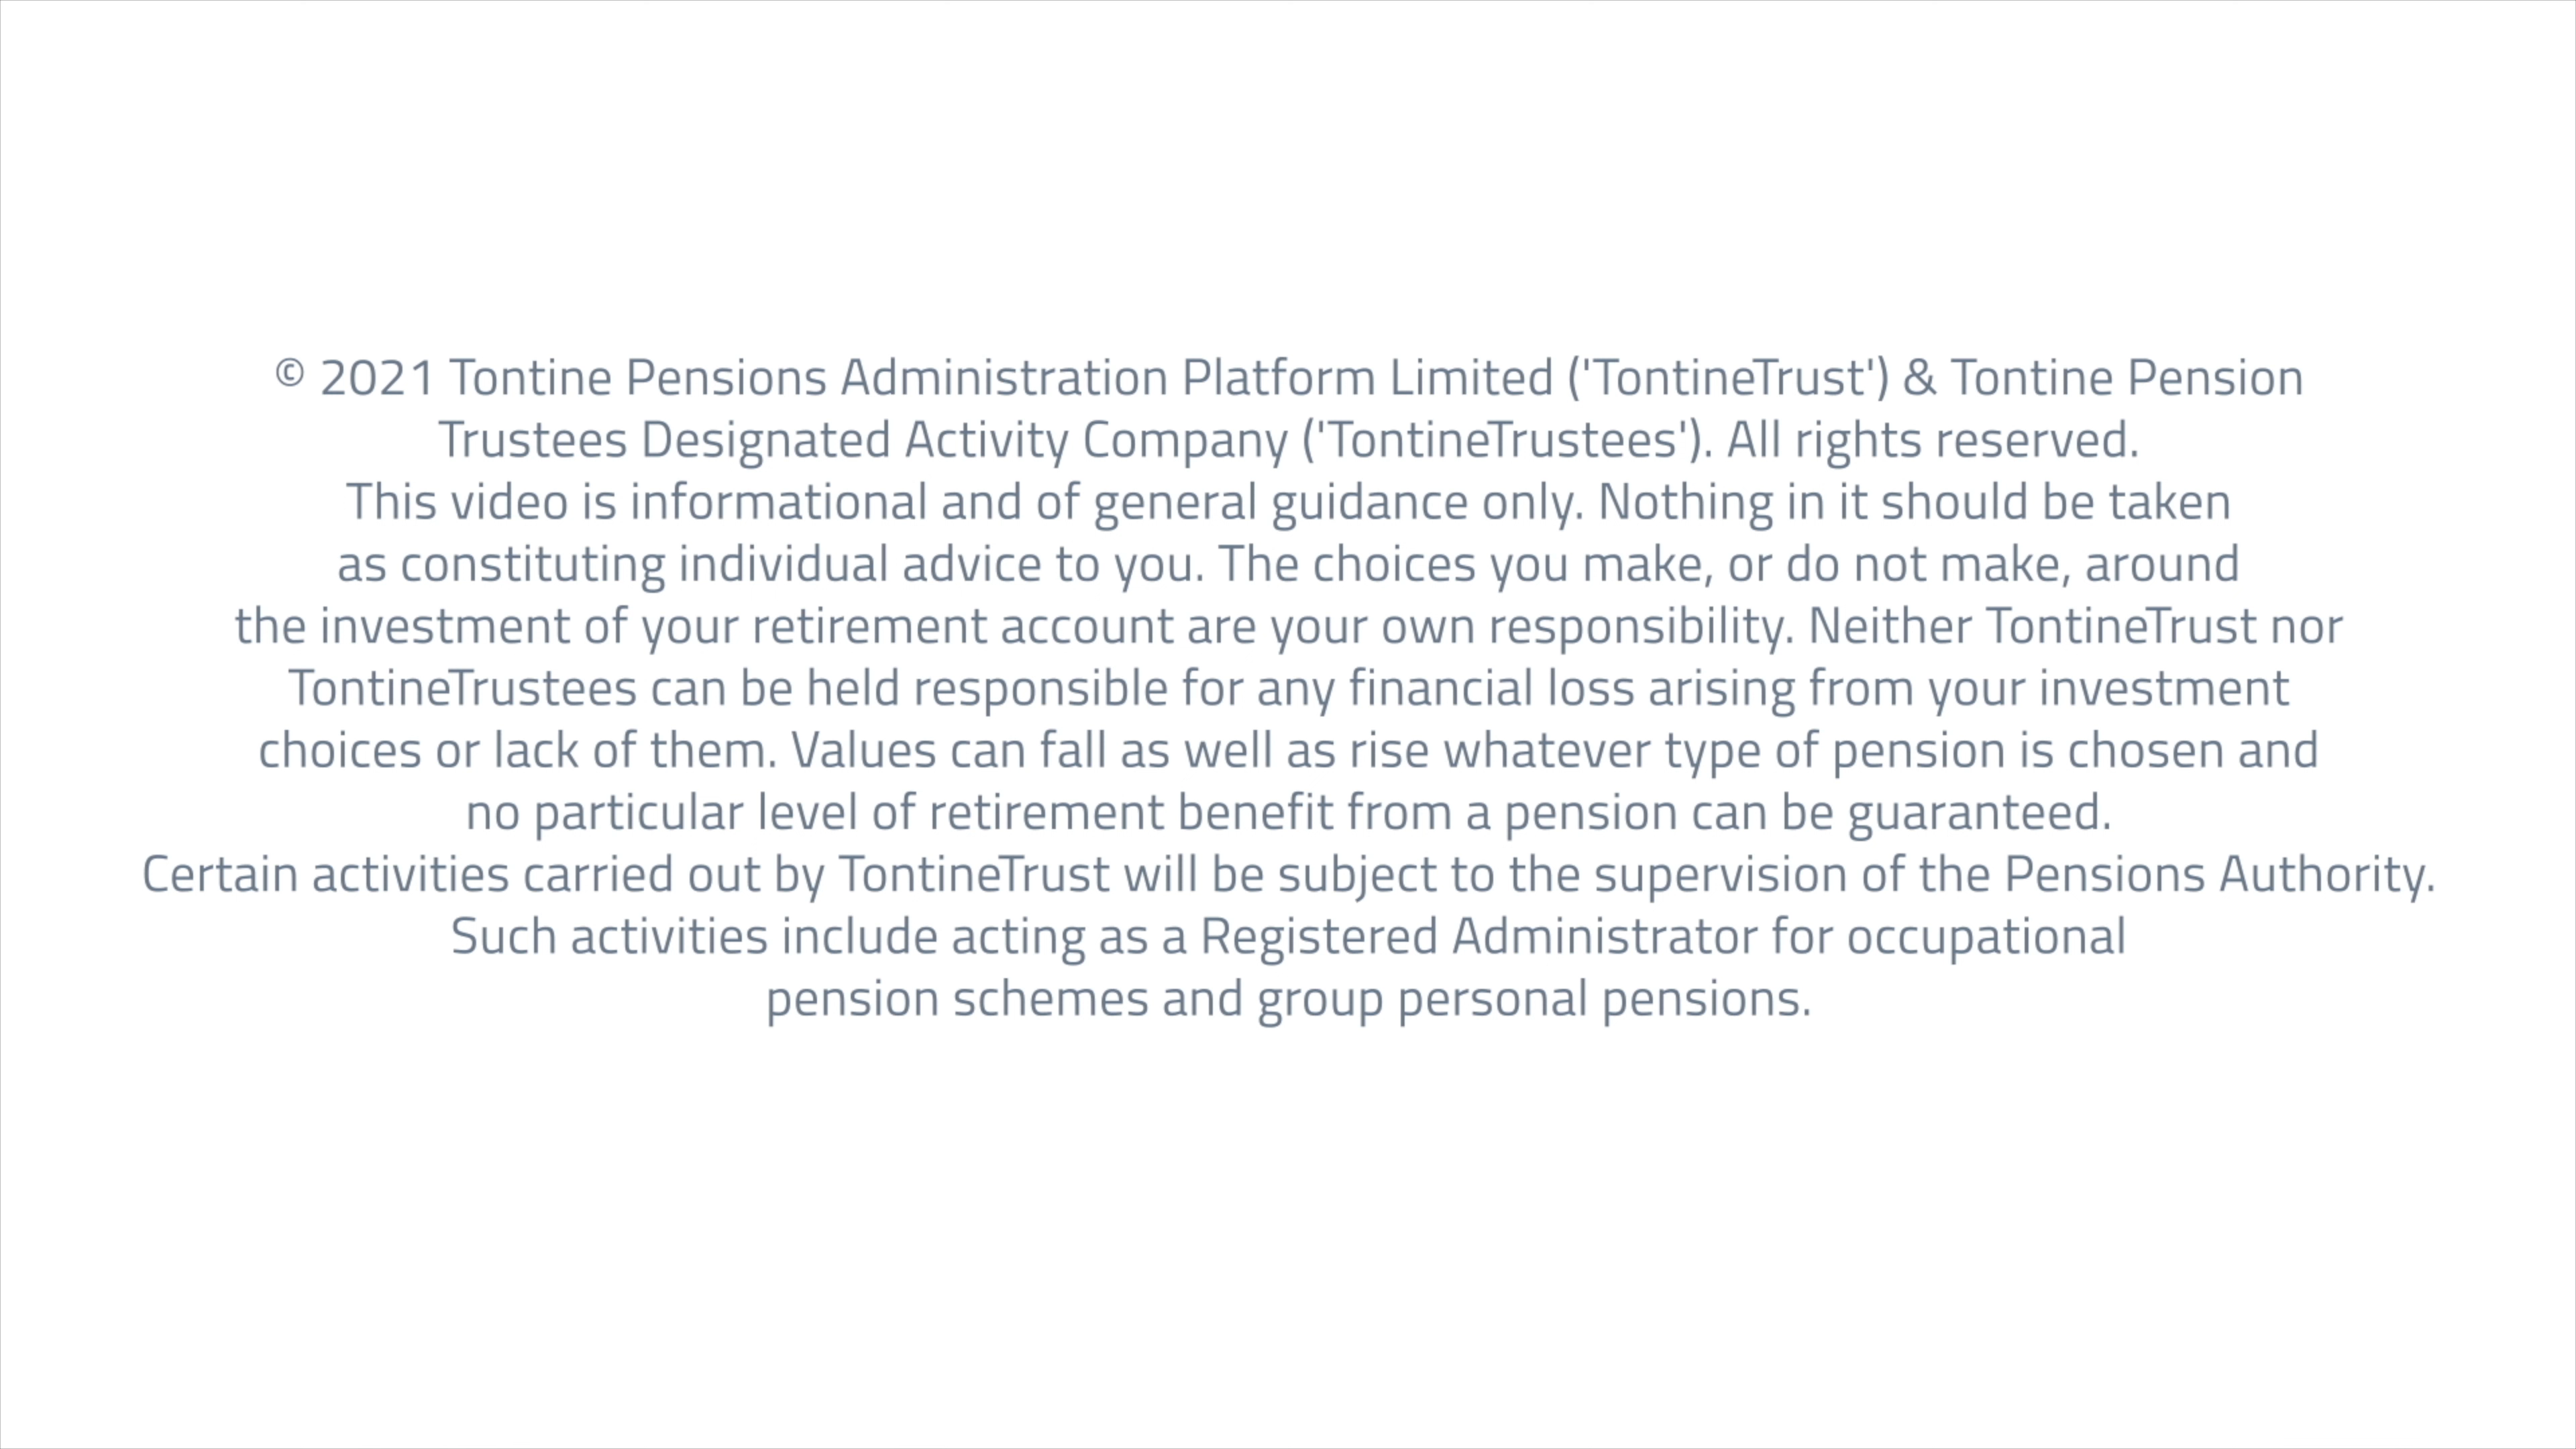 © 2021 Tontine Pensions Administration Platform Limited ('TontineTrust') & Tontine Pension
Trustees Designated Activity Company ('TontineTrustees'). All rights reserved.
This video is informational and of general guidance only. Nothing in it should be taken
as constituting individual advice to you. The choices you make, or do not make, around
the investment of your retirement account are your own responsibility. Neither TontineTrust nor
TontineTrustees can be held responsible for any financial loss arising from your investment
choices or lack of them. Values can fall as well as rise whatever type of pension is chosen and
no particular level of retirement benefit from a pension can be guaranteed.
Certain activities carried out by TontineTrust will be subject to the supervision of the Pensions Authority.
Such activities include acting as a Registered Administrator for occupational
pension schemes and group personal pensions.